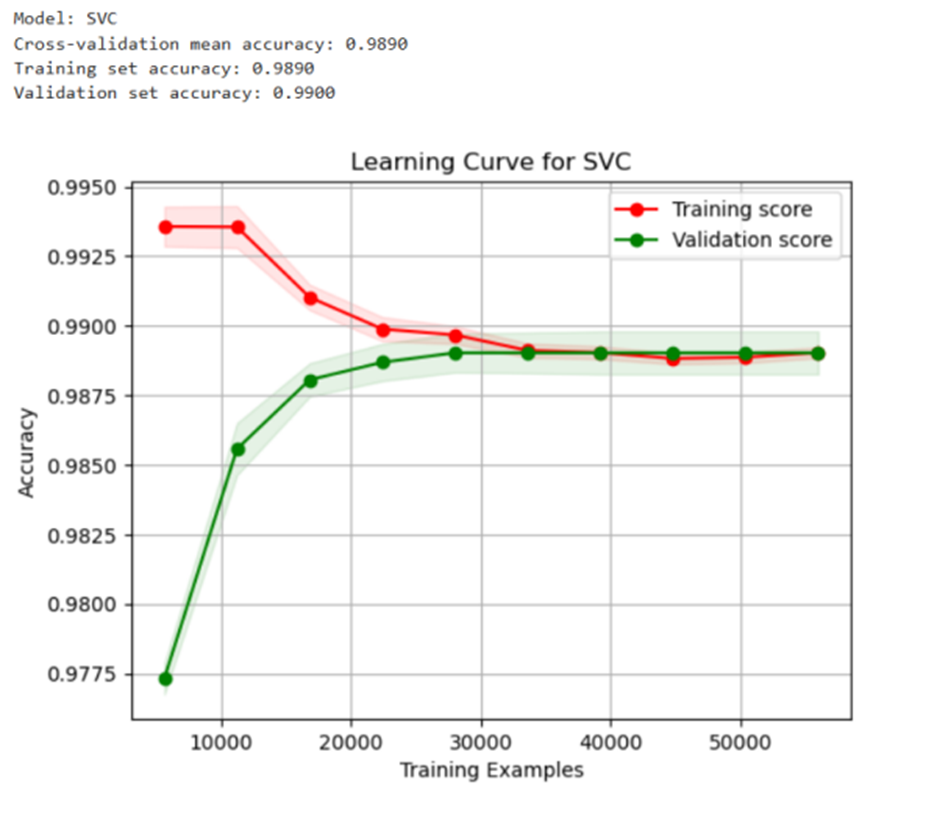 Model: SVC
Cross-validation mean accuracy: 0.9890
Training set accuracy: 0.9890
Validation set accuracy: 0.9900
Learning Curve for SVC
0.9950
0.9925
0.9900
0.9875
0.9850
0.9825
0.9800
0.9775
Accuracy
Training score
Validation score
10000 20000 30000 40000 50000
Training Examples